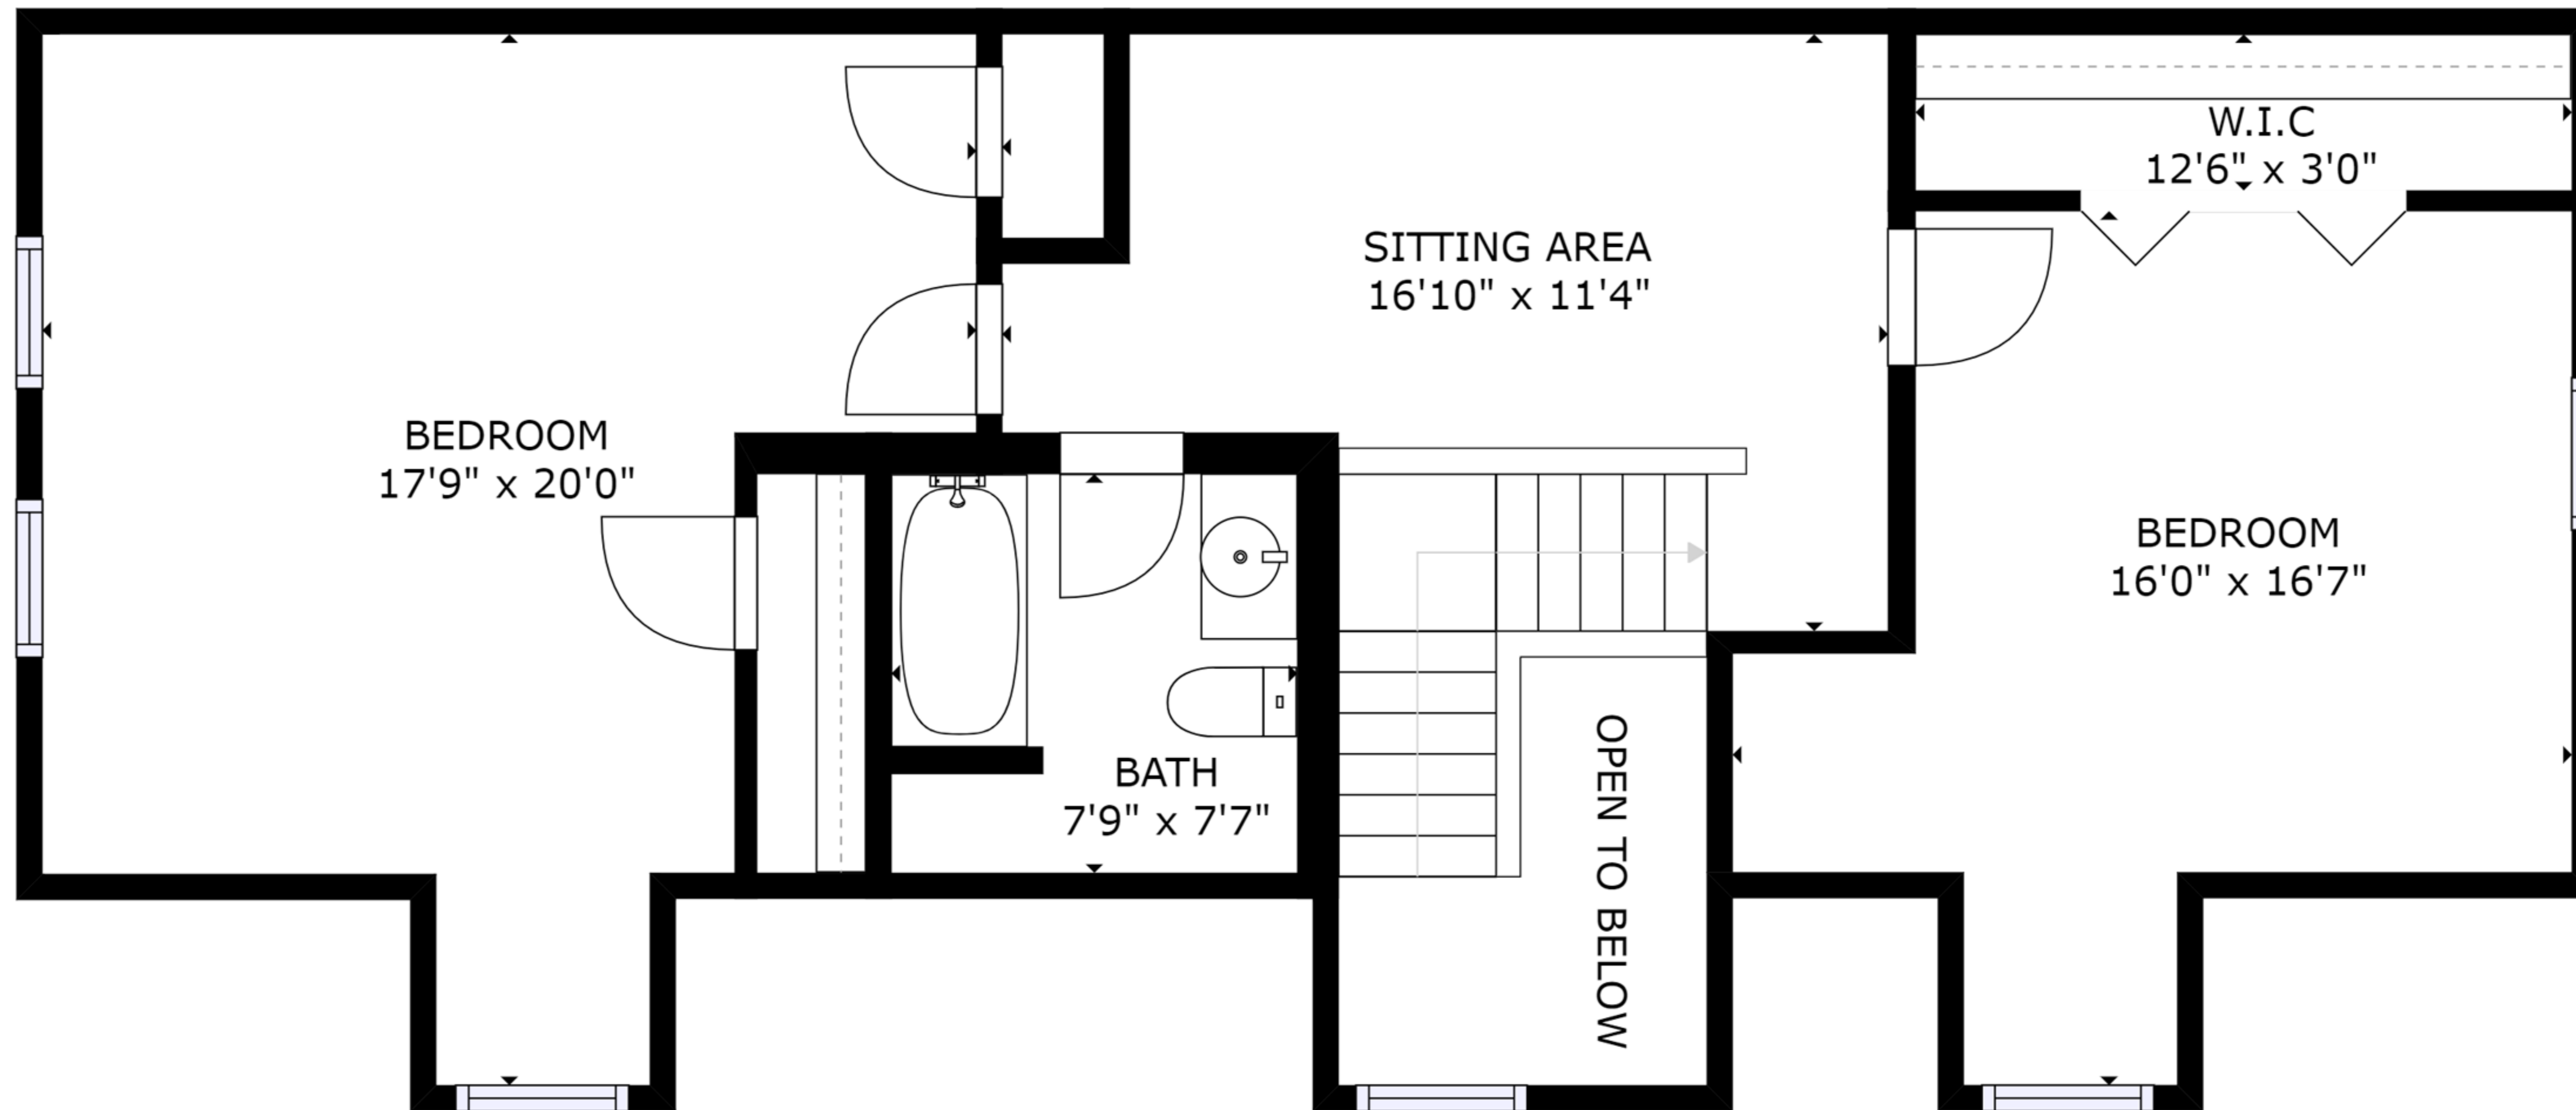 BEDROOM
17'9" x 20'0"
SITTING AREA
16'10" x 11'4"
W.I.C
12'6" x 3'0"
BEDROOM
16'0" x 16'7"
BATH
7'9" x 7'7"
OPEN TO BELOW